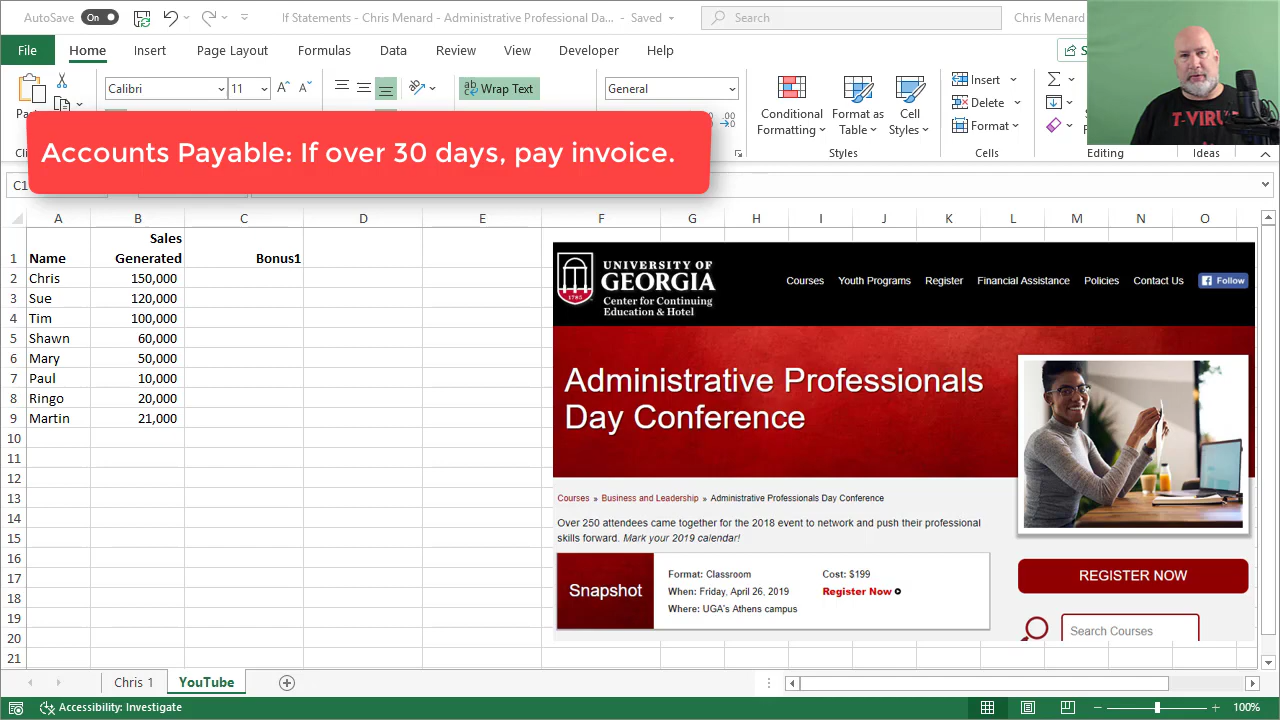 AutoSave On If Statements - Chris Menard - Administrative Professional Da... - Saved Search Chris Menard
File Home Insert Page Layout Formulas Data Review View Developer Help
Calibri 11 ab Wrap Text General Conditional Formatting Format as Table Cell Styles Insert Delete Format
Styles Cells Editing Ideas
Accounts Payable: If over 30 days, pay invoice.
A B C D E F G H I J K L M N O
1 Name Sales Generated Bonus1
2 Chris 150,000
3 Sue 120,000
4 Tim 100,000
5 Shawn 60,000
6 Mary 50,000
7 Paul 10,000
8 Ringo 20,000
9 Martin 21,000
10
11
12
13
14
15
16
17
18
19
20
21
UNIVERSITY OF
GEORGIA
1785
Center for Continuing
Education & Hotel
Courses Youth Programs Register Financial Assistance Policies Contact Us Follow
Administrative Professionals
Day Conference
Courses » Business and Leadership » Administrative Professionals Day Conference
Over 250 attendees came together for the 2018 event to network and push their professional
skills forward. Mark your 2019 calendar!
Snapshot
Format: Classroom
When: Friday, April 26, 2019
Where: UGA's Athens campus
Cost: $199
Register Now
REGISTER NOW
Search Courses
Chris 1 YouTube
Accessibility: Investigate 100%